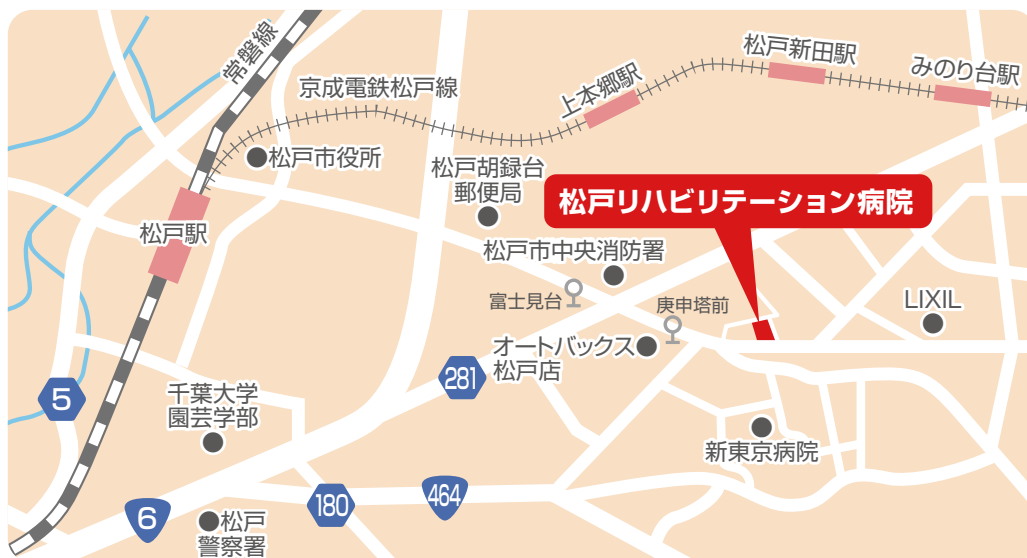 常磐線
京成電鉄松戸線
上本郷駅
松戸新田駅
みのり台駅
松戸市役所
松戸胡録台
郵便局
松戸リハビリテーション病院
松戸駅
松戸市中央消防署
富士見台
庚申塔前
LIXIL
オートバックス
松戸店
281
5
千葉大学
園芸学部
新東京病院
6
180
464
松戸
警察署